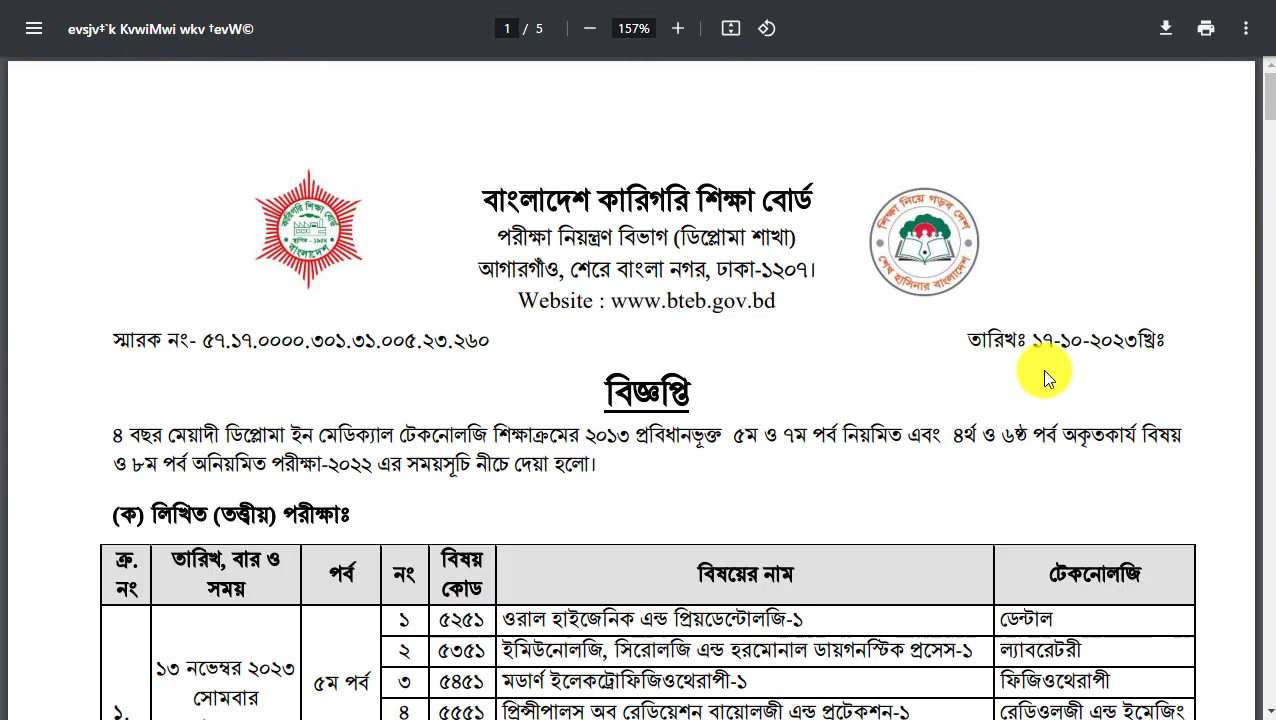 evsjv‡`k KvwiMwi wkv †evW©
1 / 5
157%
কারিগরি শিক্ষা বোর্ড
স্থাপিত - ১৯৫৪
বাংলাদেশ
বাংলাদেশ কারিগরি শিক্ষা বোর্ড
পরীক্ষা নিয়ন্ত্রণ বিভাগ (ডিপ্লোমা শাখা)
আগারগাঁও, শেরে বাংলা নগর, ঢাকা-১২০৭।
Website : www.bteb.gov.bd
শিক্ষা নিয়ে গড়ব দেশ
শেখ হাসিনার বাংলাদেশ
স্মারক নং- ৫৭.১৭.০০০০.৩০১.৩১.০০৫.২৩.২৬০
তারিখঃ ১৭-১০-২০২৩খ্রিঃ
বিজ্ঞপ্তি
৪ বছর মেয়াদী ডিপ্লোমা ইন মেডিক্যাল টেকনোলজি শিক্ষাক্রমের ২০১৩ প্রবিধানভূক্ত ৫ম ও ৭ম পর্ব নিয়মিত এবং ৪র্থ ও ৬ষ্ঠ পর্ব অকৃতকার্য বিষয়
ও ৮ম পর্ব অনিয়মিত পরীক্ষা-২০২২ এর সময়সূচি নীচে দেয়া হলো।
(ক) লিখিত (তত্ত্বীয়) পরীক্ষাঃ
ক্র. নং তারিখ, বার ও সময় পর্ব নং বিষয় কোড বিষয়ের নাম টেকনোলজি
১ ৫২৫১ ওরাল হাইজেনিক এন্ড প্রিয়ডেন্টোলজি-১ ডেন্টাল
২ ৫৩৫১ ইমিউনোলজি, সিরোলজি এন্ড হরমোনাল ডায়গনস্টিক প্রসেস-১ ল্যাবরেটরী
১৩ নভেম্বর ২০২৩
সোমবার
৫ম পর্ব ৩ ৫৪৫১ মডার্ণ ইলেকট্রোফিজিওথেরাপী-১ ফিজিওথেরাপী
১. ৪ ৫৫৫১ প্রিন্সীপালস অব রেডিয়েশন বায়োলজী এন্ড প্রটেকশন-১ রেডিওলজী এন্ড ইমেজিং